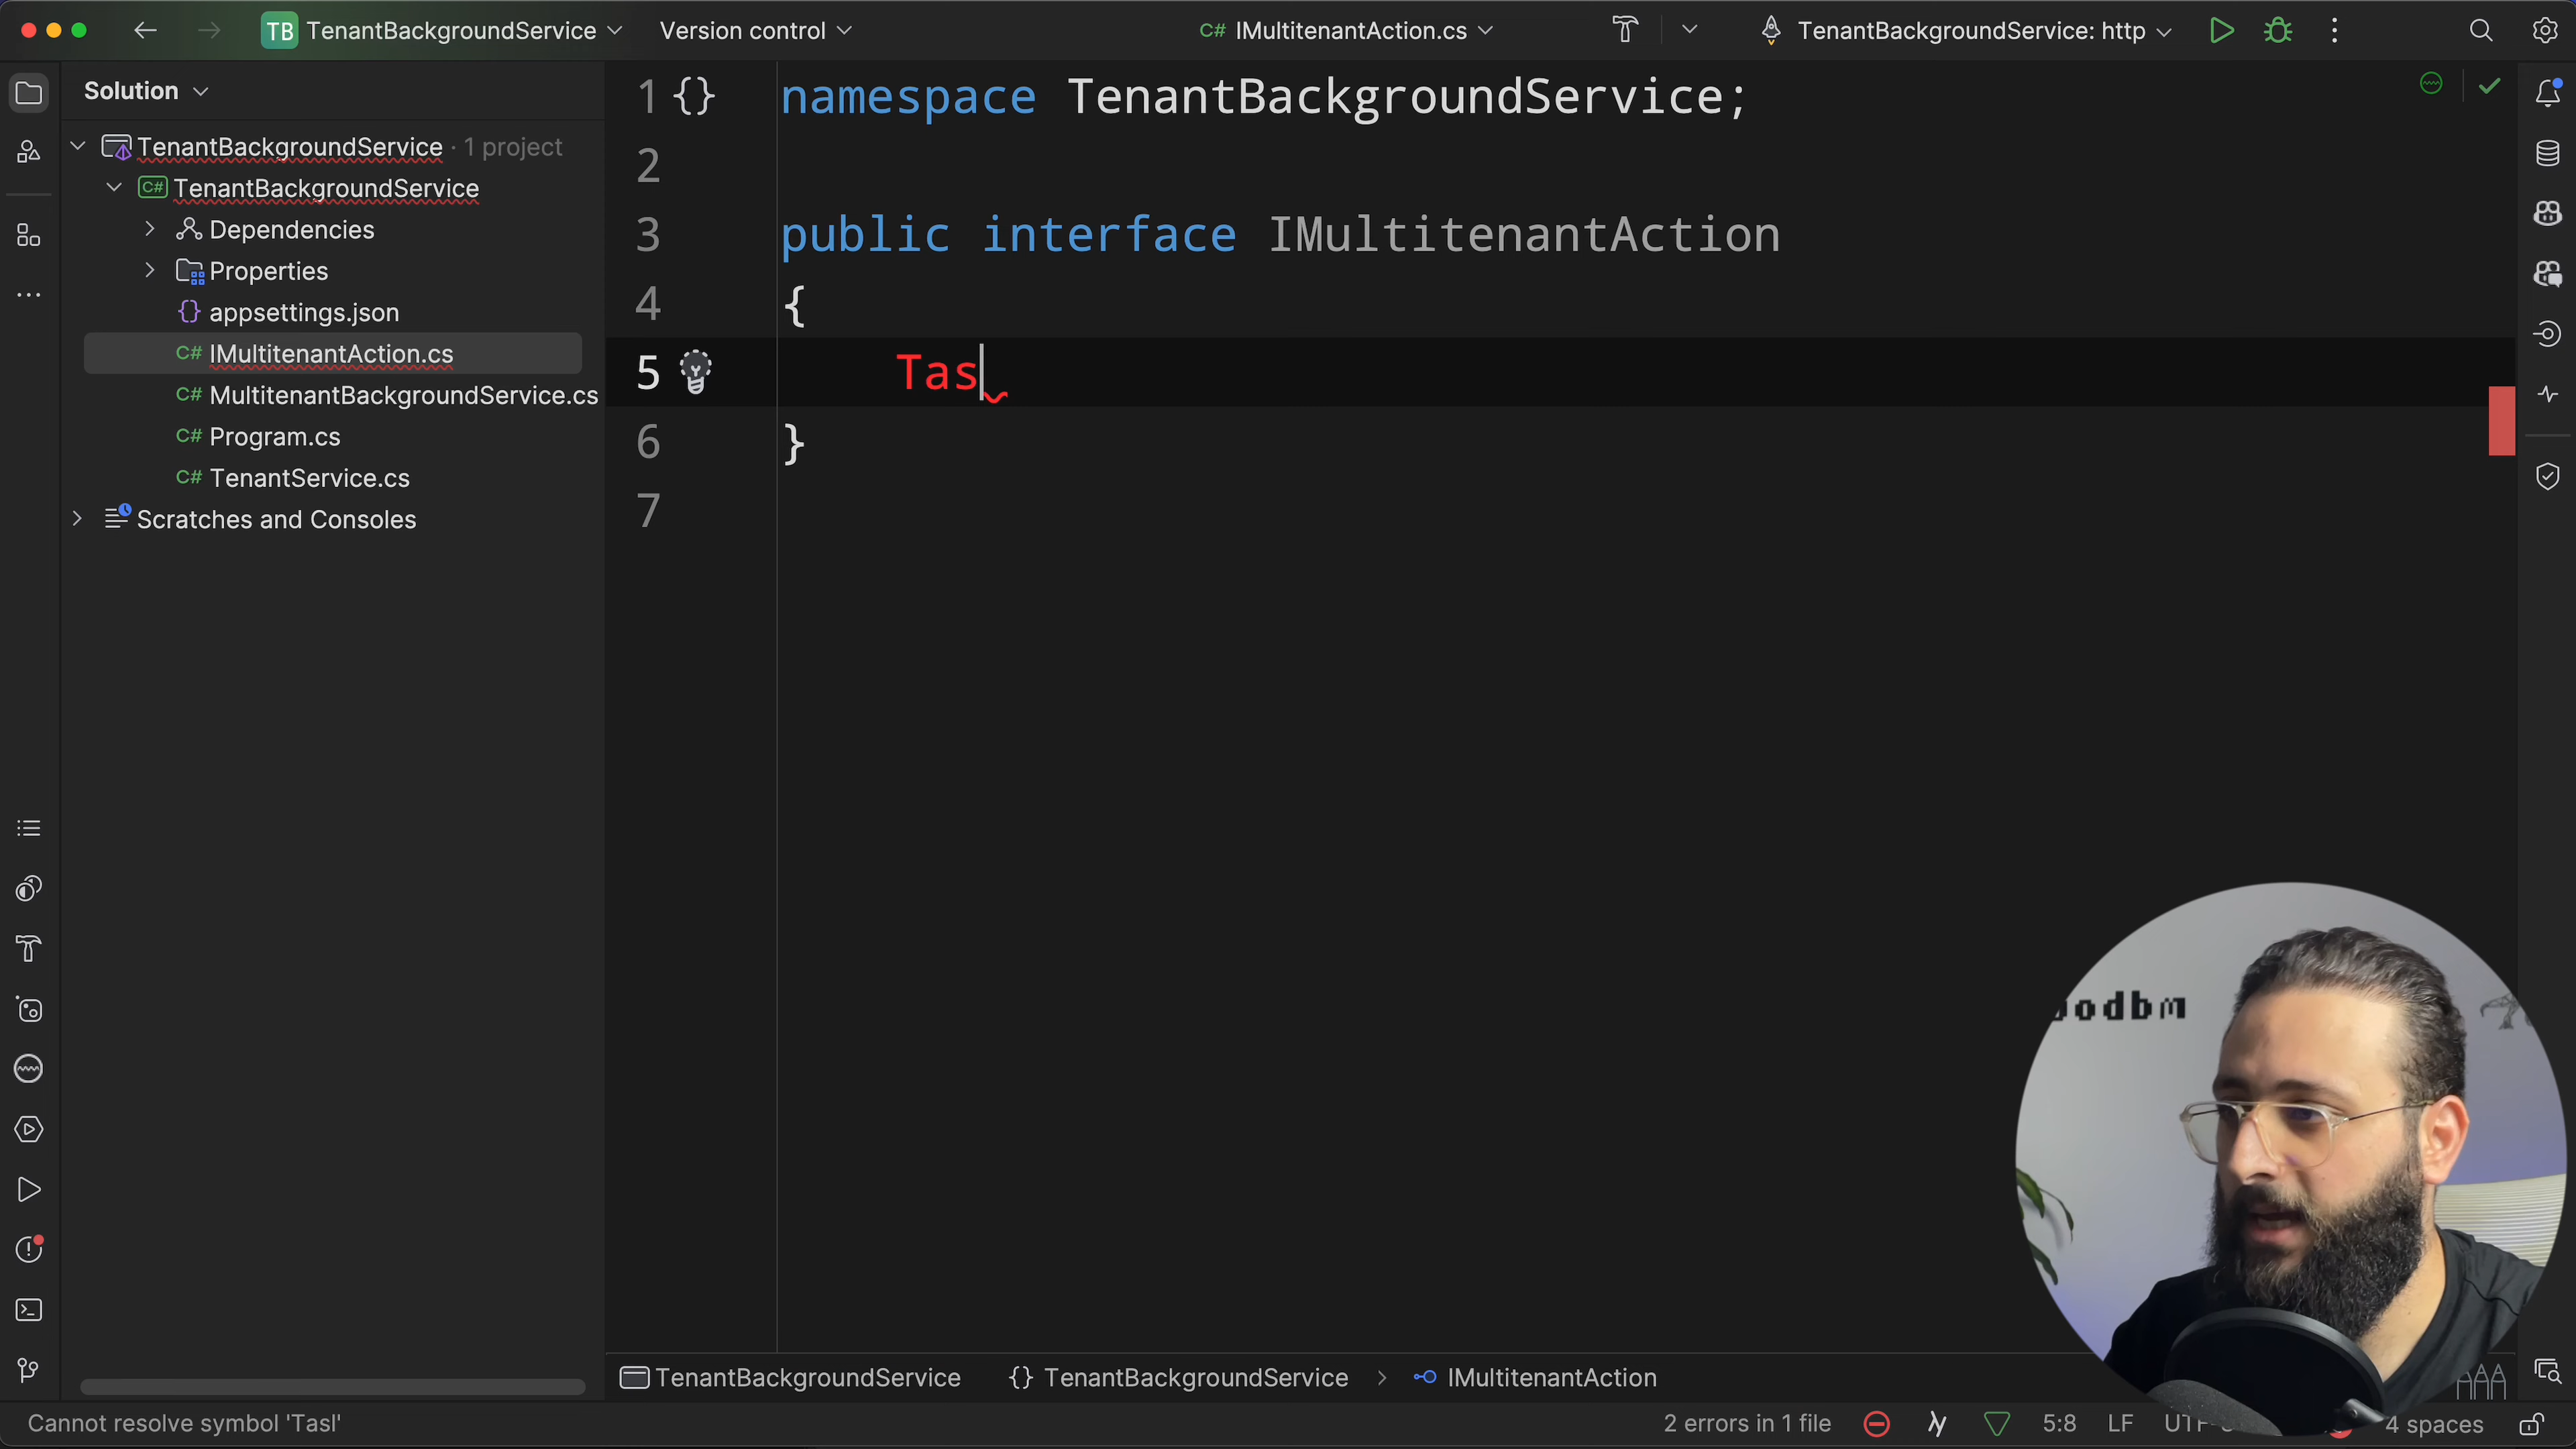 TB TenantBackgroundService Version control C# IMultitenantAction.cs TenantBackgroundService: http
Solution
TenantBackgroundService · 1 project
C# TenantBackgroundService
Dependencies
Properties
{} appsettings.json
C# IMultitenantAction.cs
C# MultitenantBackgroundService.cs
C# Program.cs
C# TenantService.cs
Scratches and Consoles
1 {} namespace TenantBackgroundService;
2
3 public interface IMultitenantAction
4 {
5 Tas
6 }
7
TenantBackgroundService {} TenantBackgroundService > IMultitenantAction
Cannot resolve symbol 'Tasl' 2 errors in 1 file 5:8 LF 4 spaces